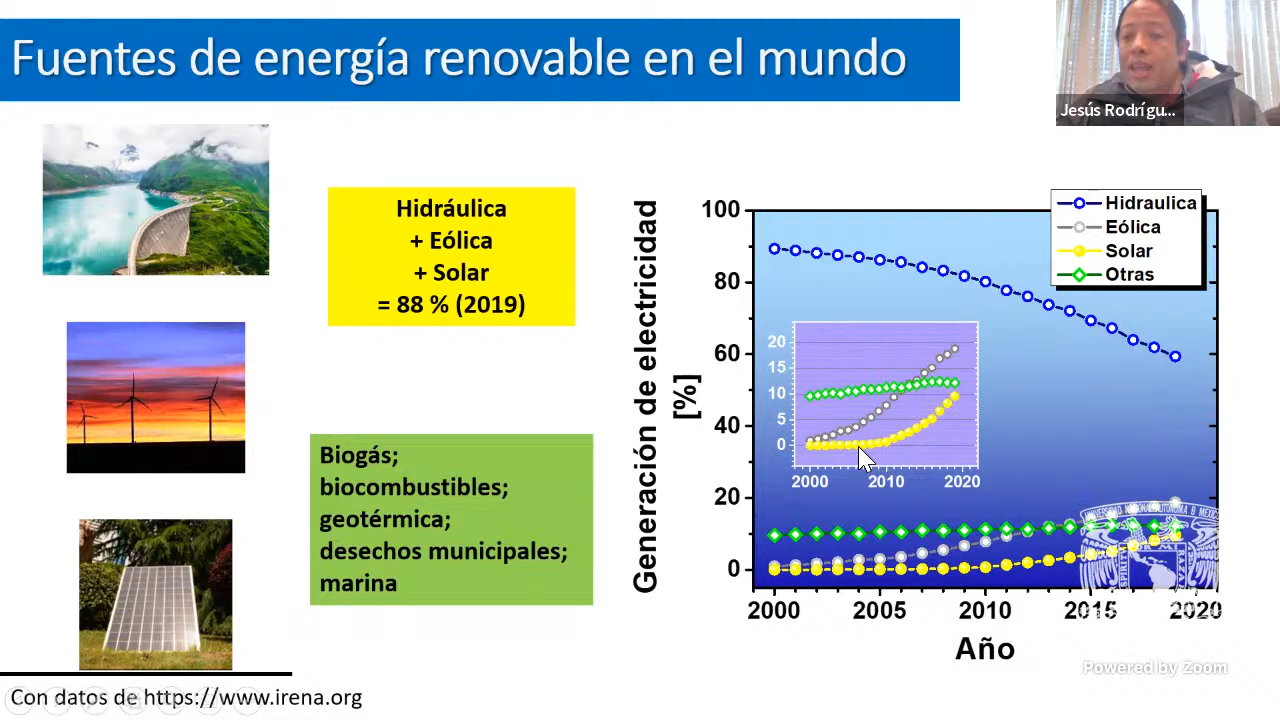 Fuentes de energía renovable en el mundo
Jesús Rodrígu...
Hidráulica
+ Eólica
+ Solar
= 88 % (2019)
Biogás;
biocombustibles;
geotérmica;
desechos municipales;
marina
Generación de electricidad
[%]
100
80
60
40
20
0
2000
2005
2010
2015
2020
Año
Hidraulica
Eólica
Solar
Otras
20
15
10
5
0
2000
2010
2020
Powered by Zoom
Con datos de https://www.irena.org